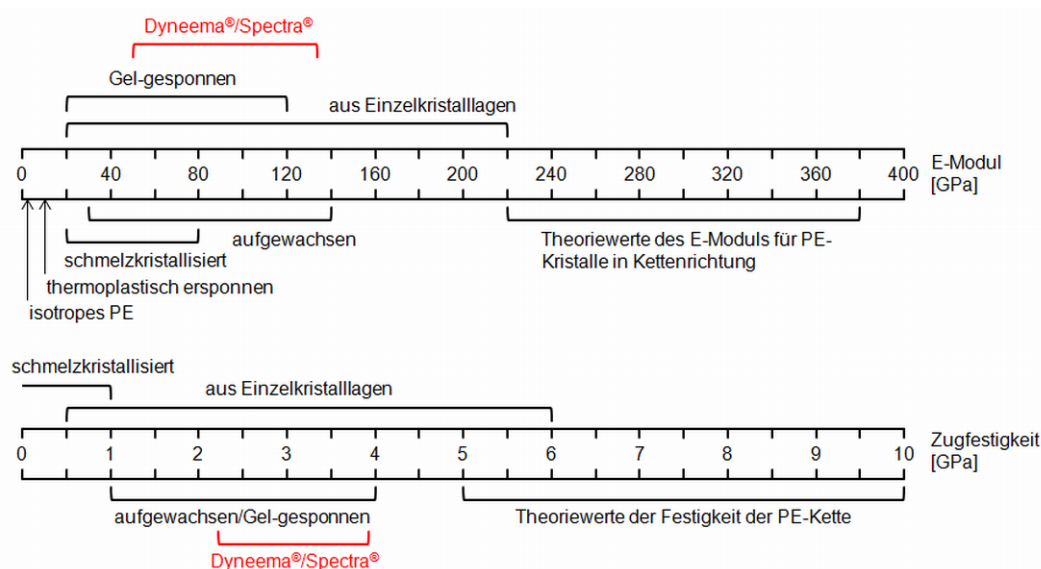 Dyneema®/Spectra®
Gel-gesponnen
aus Einzelkristalllagen
0 40 80 120 160 200 240 280 320 360 400
E-Modul
[GPa]
aufgewachsen
schmelzkristallisiert
thermoplastisch ersponnen
isotropes PE
Theoriewerte des E-Moduls für PE-
Kristalle in Kettenrichtung
schmelzkristallisiert
aus Einzelkristalllagen
0 1 2 3 4 5 6 7 8 9 10
Zugfestigkeit
[GPa]
aufgewachsen/Gel-gesponnen
Theoriewerte der Festigkeit der PE-Kette
Dyneema®/Spectra®